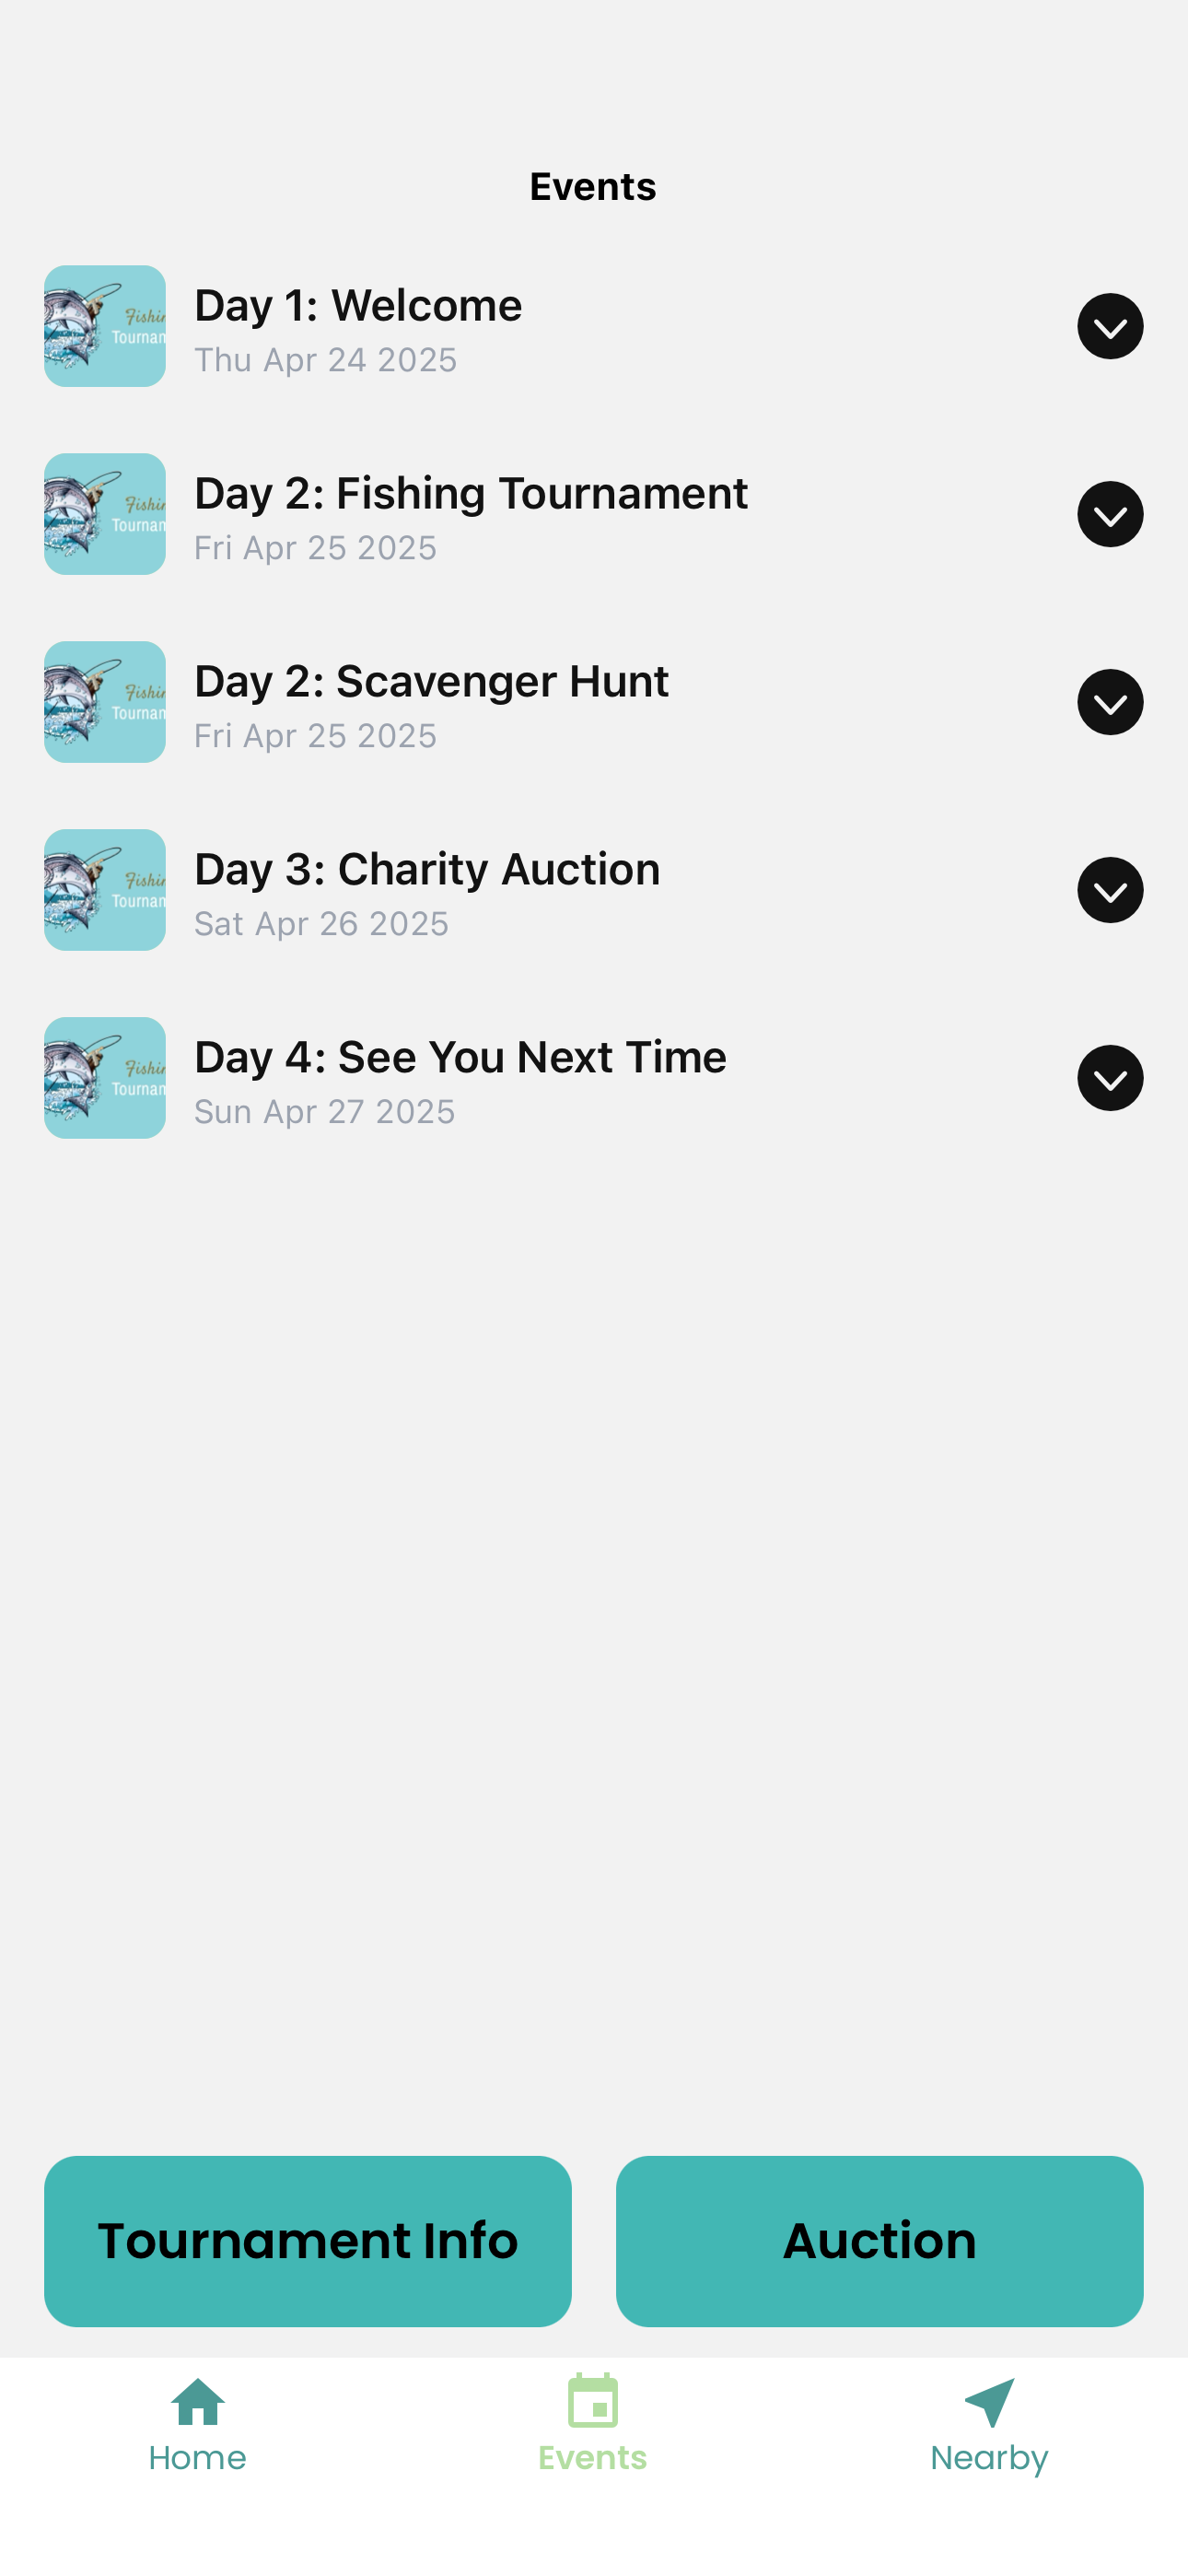 Events
Fishin
Tournam
Day 1: Welcome
Thu Apr 24 2025
Fishin
Tournam
Day 2: Fishing Tournament
Fri Apr 25 2025
Fishin
Tournam
Day 2: Scavenger Hunt
Fri Apr 25 2025
Fishin
Tournam
Day 3: Charity Auction
Sat Apr 26 2025
Fishin
Tournam
Day 4: See You Next Time
Sun Apr 27 2025
Tournament Info
Auction
Home
Events
Nearby